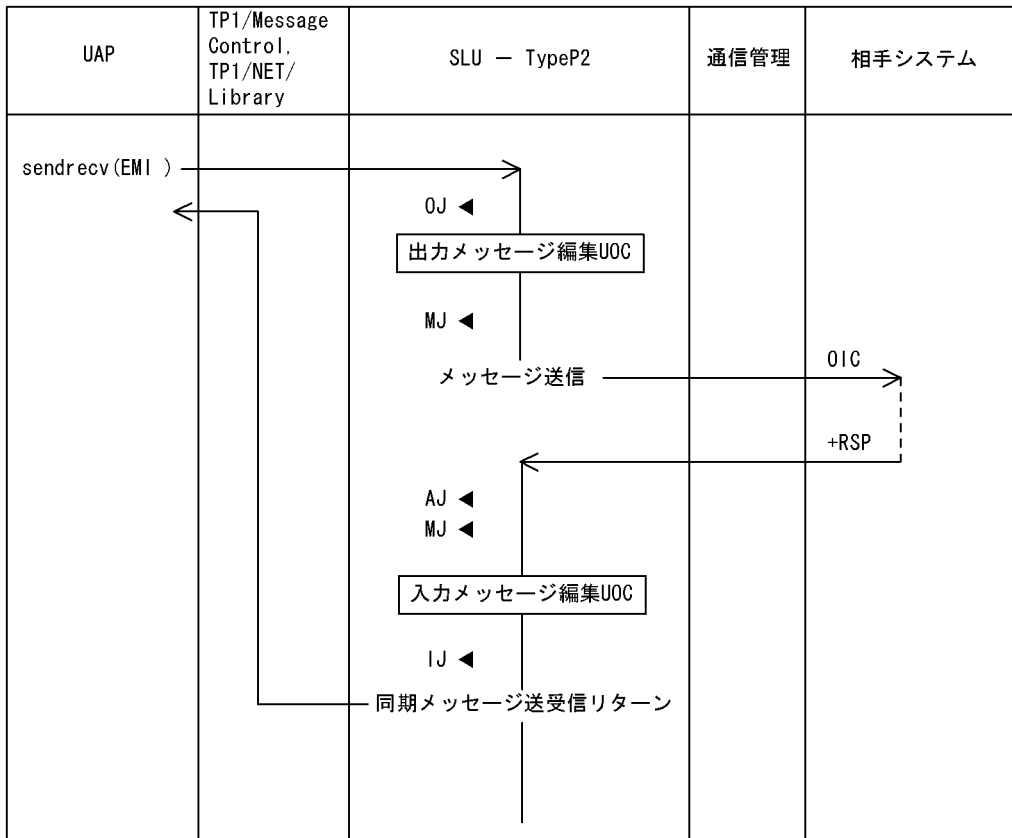 UAP
TP1/Message
Control,
TP1/NET/
Library
SLU － TypeP2
通信管理
相手システム
sendrecv(EMI )
OJ ◀
出力メッセージ編集UOC
MJ ◀
メッセージ送信
OIC
+RSP
AJ ◀
MJ ◀
入力メッセージ編集UOC
IJ ◀
同期メッセージ送受信リターン